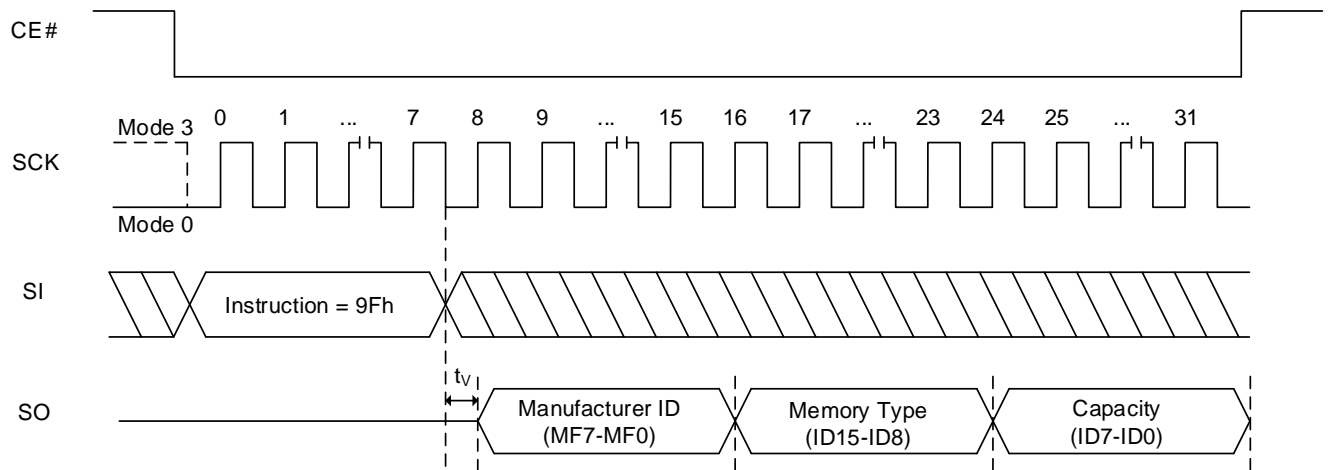 CE#
Mode 3
0 1 ... 7 8 9 ... 15 16 17 ... 23 24 25 ... 31
SCK
Mode 0
SI
Instruction = 9Fh
tV
SO
Manufacturer ID
(MF7-MF0)
Memory Type
(ID15-ID8)
Capacity
(ID7-ID0)